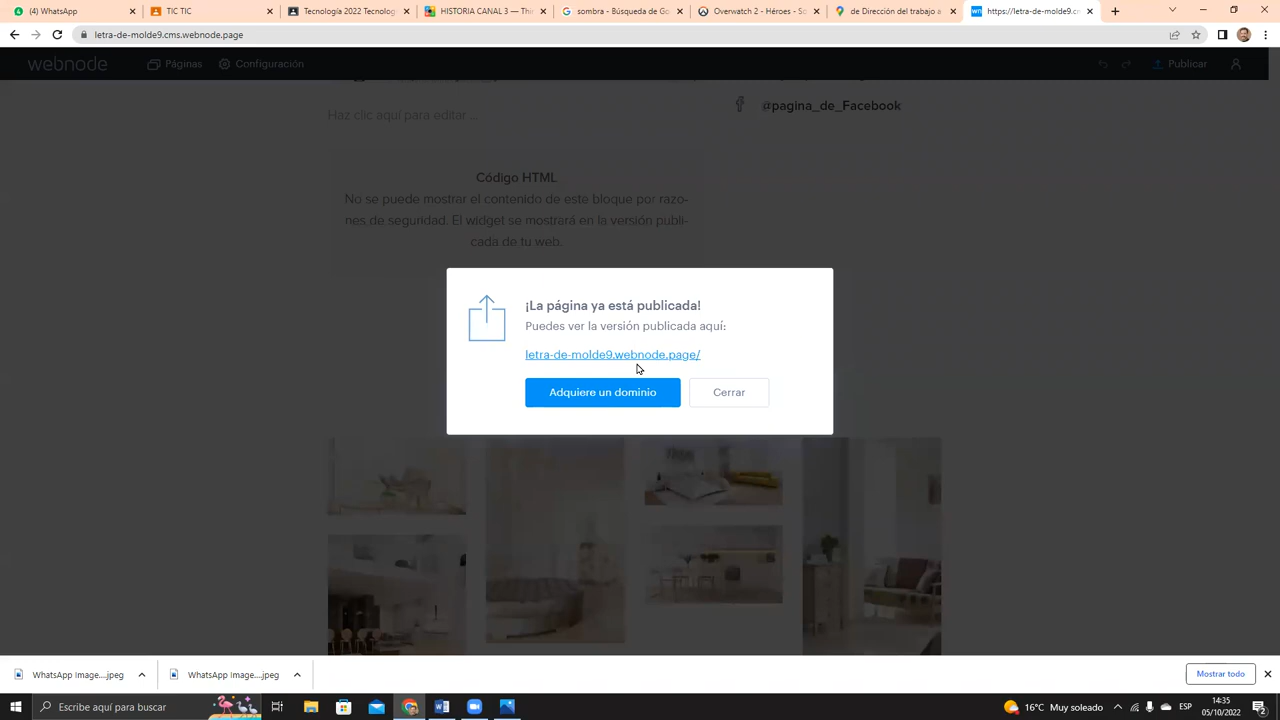 (4) WhatsApp
TIC TIC
Tecnología 2022 Tecnolog
HISTORIA CANAL 3 — Thi
sombra - Búsqueda de Go
Overwatch 2 - Héroes - So
de Dirección del trabajo a
https://letra-de-molde9.c
letra-de-molde9.cms.webnode.page
webnode
Páginas
Configuración
Publicar
@pagina_de_Facebook
Haz clic aquí para editar ...
Código HTML
No se puede mostrar el contenido de este bloque por razo-
nes de seguridad. El widget se mostrará en la versión publi-
cada de tu web.
¡La página ya está publicada!
Puedes ver la versión publicada aquí:
letra-de-molde9.webnode.page/
Adquiere un dominio
Cerrar
WhatsApp Image....jpeg
WhatsApp Image....jpeg
Mostrar todo
Escribe aquí para buscar
16°C Muy soleado
ESP
14:35
05/10/2022
2